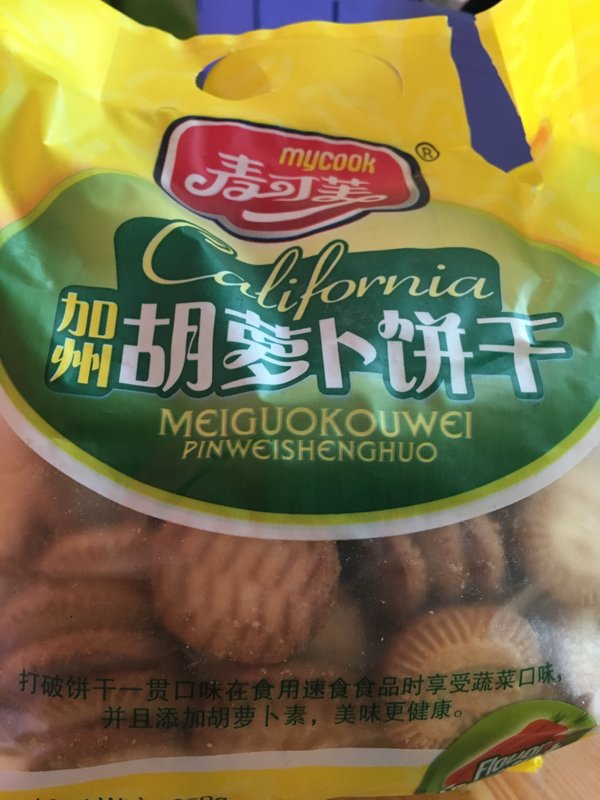 mycook
麦可芙
®
California
加州 胡萝卜饼干
MEIGUOKOUWEI
PINWEISHENGHUO
打破饼干一贯口味在食用速食食品时享受蔬菜口味,
并且添加胡萝卜素，美味更健康。
Flavor